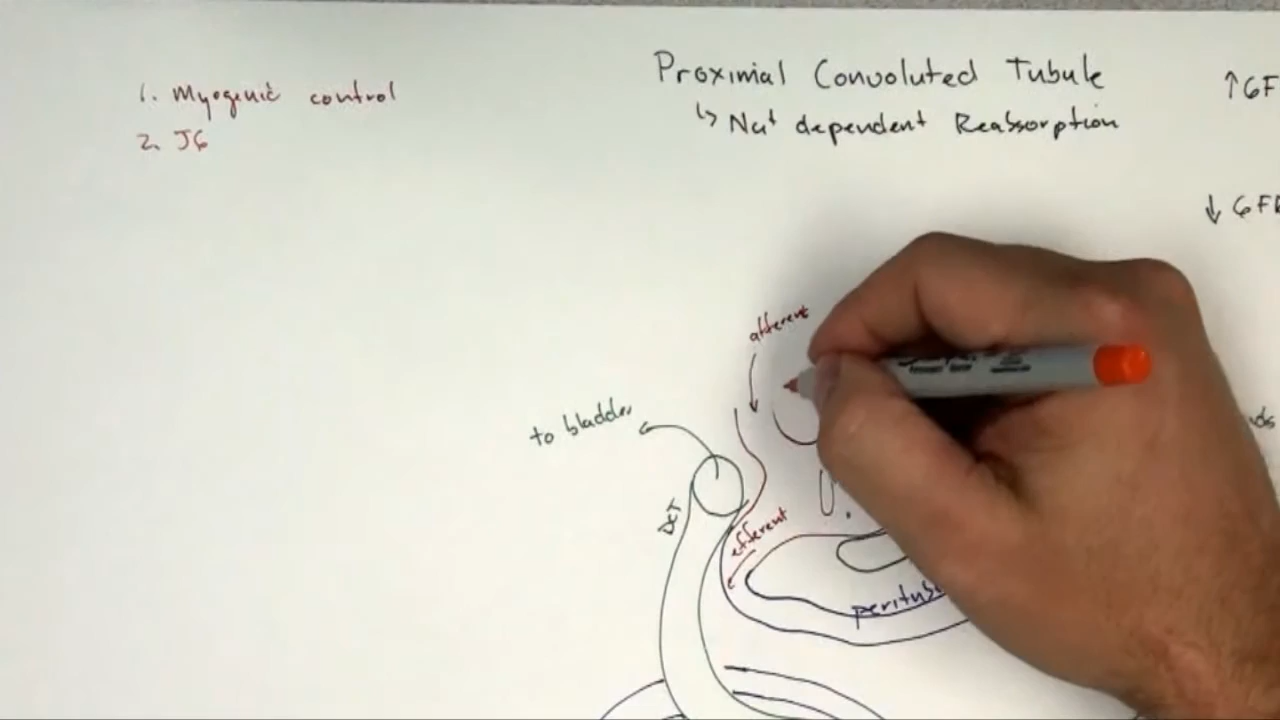 1. Myogenic control
2. JG
Proximial Convoluted Tubule
↳ Na+ dependent Reabsorption
↑GF
↓ GF
afferent
to bladder
DCT
efferent
peritub